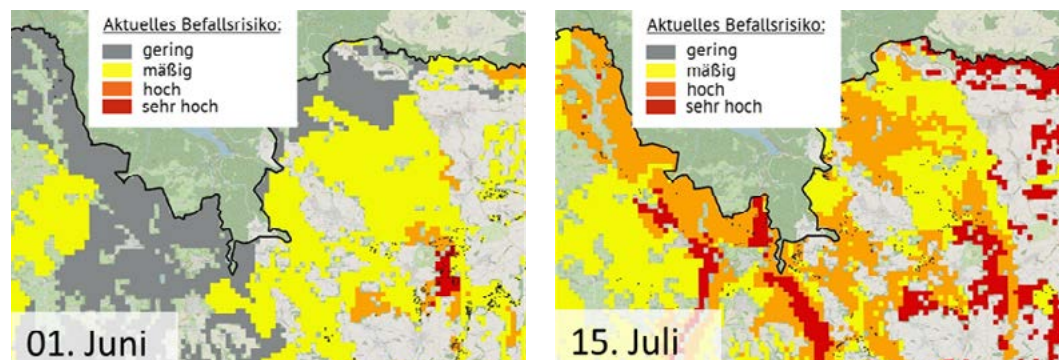 Aktuelles Befallsrisiko:
gering
mäßig
hoch
sehr hoch
01. Juni
Aktuelles Befallsrisiko:
gering
mäßig
hoch
sehr hoch
15. Juli